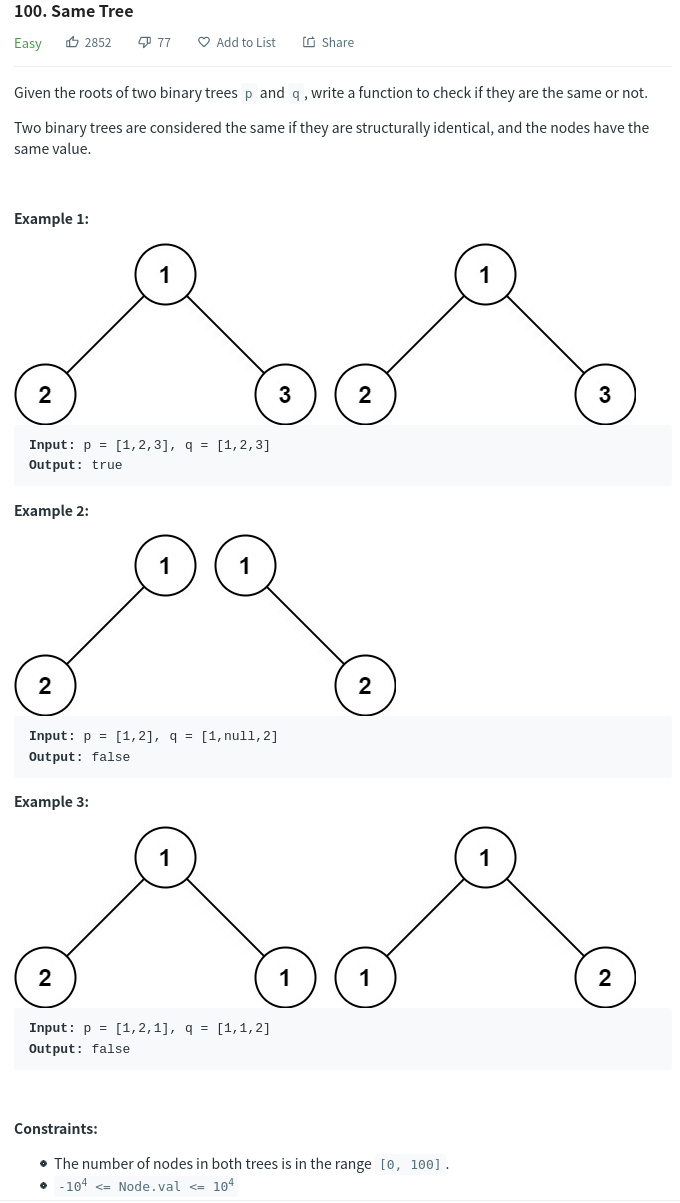 100. Same Tree
Easy 2852 77 Add to List Share
Given the roots of two binary trees p and q, write a function to check if they are the same or not.
Two binary trees are considered the same if they are structurally identical, and the nodes have the
same value.
Example 1:
1 1
2 3 2 3
Input: p = [1,2,3], q = [1,2,3]
Output: true
Example 2:
1 1
2 2
Input: p = [1,2], q = [1,null,2]
Output: false
Example 3:
1 1
2 1 1 2
Input: p = [1,2,1], q = [1,1,2]
Output: false
Constraints:
The number of nodes in both trees is in the range [0, 100].
-10⁴ <= Node.val <= 10⁴